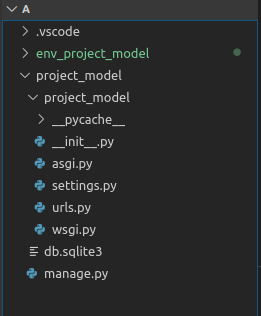 A
.vscode
env_project_model
project_model
project_model
__pycache__
__init__.py
asgi.py
settings.py
urls.py
wsgi.py
db.sqlite3
manage.py